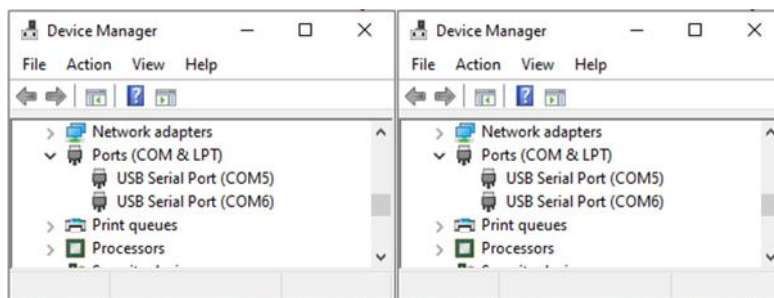 Device Manager
File Action View Help
Network adapters
Ports (COM & LPT)
USB Serial Port (COM5)
USB Serial Port (COM6)
Print queues
Processors
Device Manager
File Action View Help
Network adapters
Ports (COM & LPT)
USB Serial Port (COM5)
USB Serial Port (COM6)
Print queues
Processors